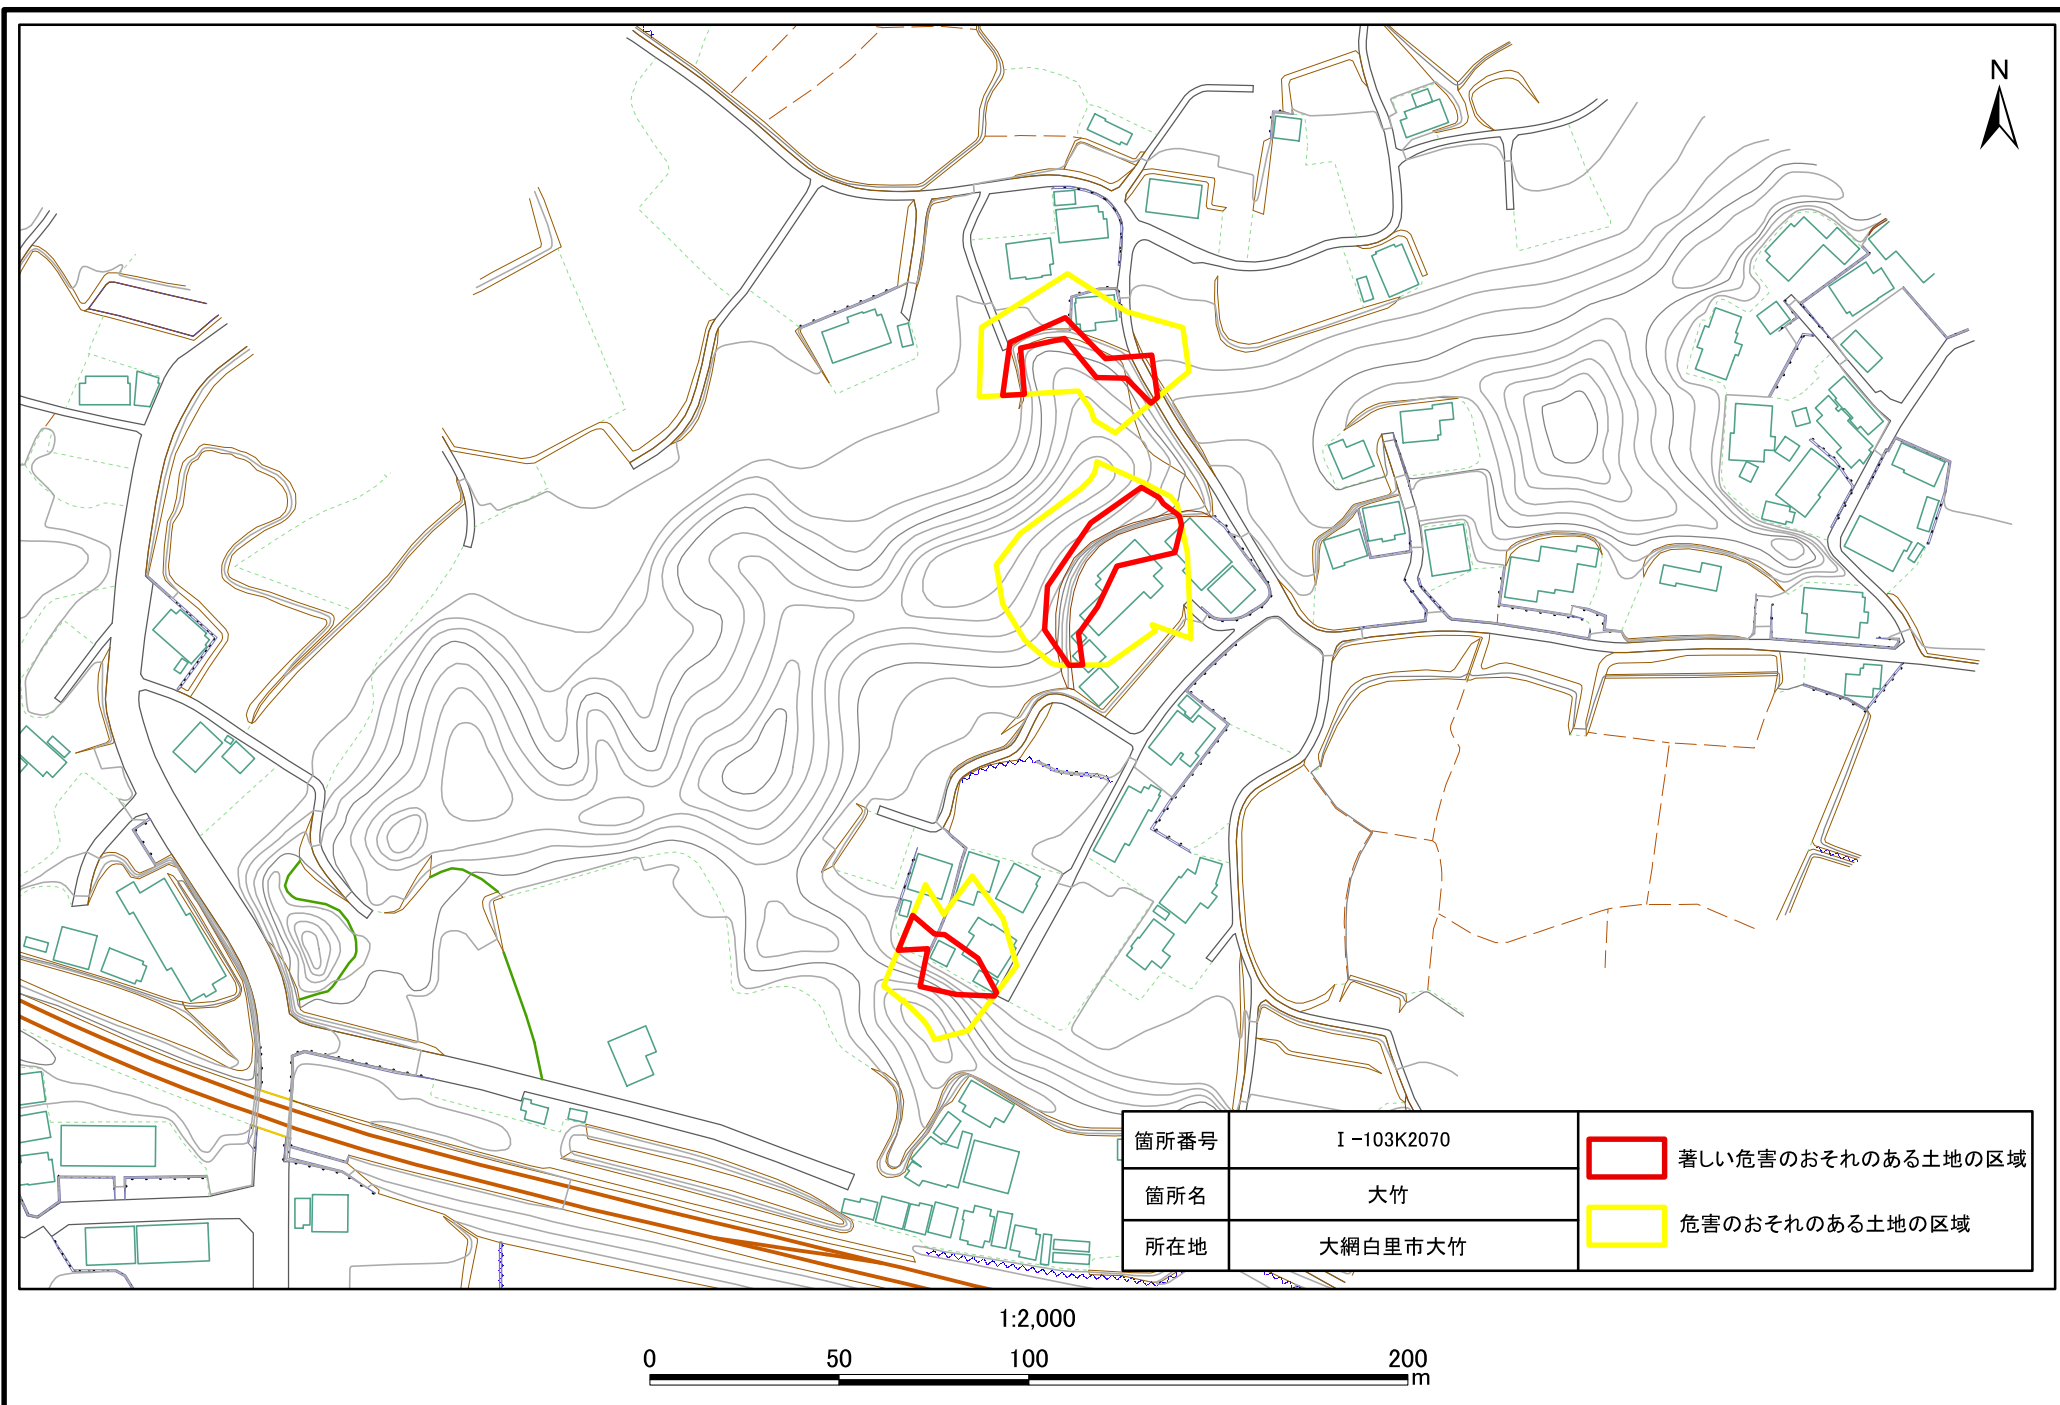 N
箇所番号 Ⅰ-103K2070
箇所名 大竹
所在地 大網白里市大竹
著しい危害のおそれのある土地の区域
危害のおそれのある土地の区域
1:2,000
0 50 100 200
m